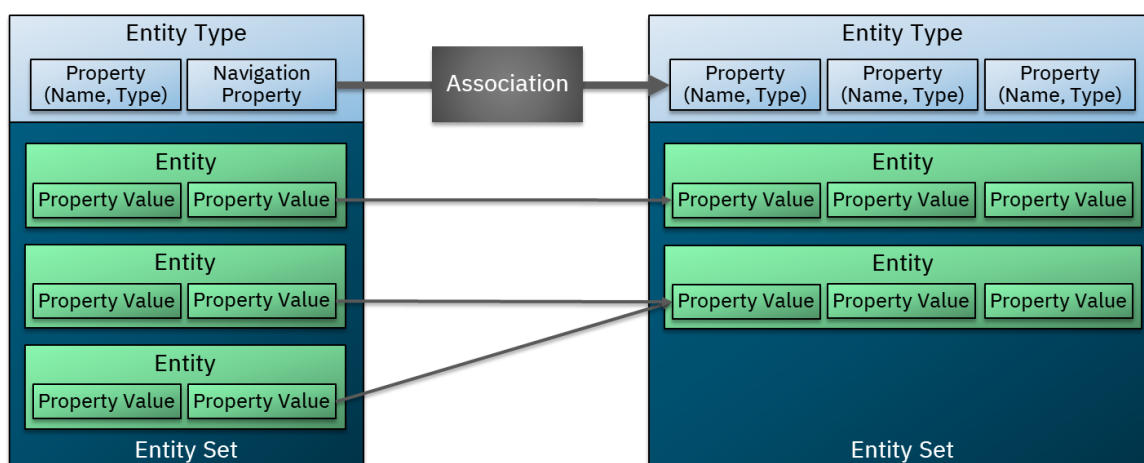 Entity Type
Property
(Name, Type)
Navigation
Property
Entity
Property Value
Property Value
Entity
Property Value
Property Value
Entity
Property Value
Property Value
Entity Set
Association
Entity Type
Property
(Name, Type)
Property
(Name, Type)
Property
(Name, Type)
Entity
Property Value
Property Value
Property Value
Entity
Property Value
Property Value
Property Value
Entity Set